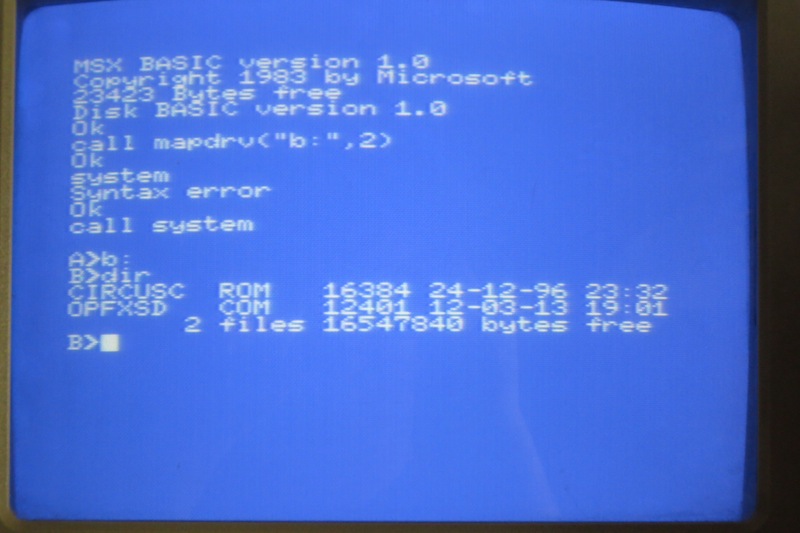 MSX BASIC version 1.0
Copyright 1983 by Microsoft
23423 Bytes free
Disk BASIC version 1.0
Ok
call mapdrv("b:",2)
Ok
system
Syntax error
Ok
call system
A>b:
B>dir
CIRCUSC ROM 16384 24-12-96 23:32
OPFXSD COM 12401 12-03-13 19:01
2 files 16547840 bytes free
B>